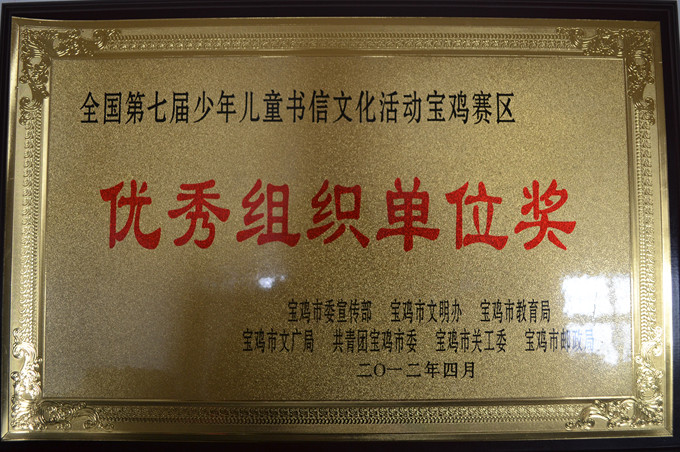 全国第七届少年儿童书信文化活动宝鸡赛区
优秀组织单位奖
宝鸡市委宣传部 宝鸡市文明办 宝鸡市教育局
宝鸡市文广局 共青团宝鸡市委 宝鸡市关工委 宝鸡市邮政局
二〇一二年四月